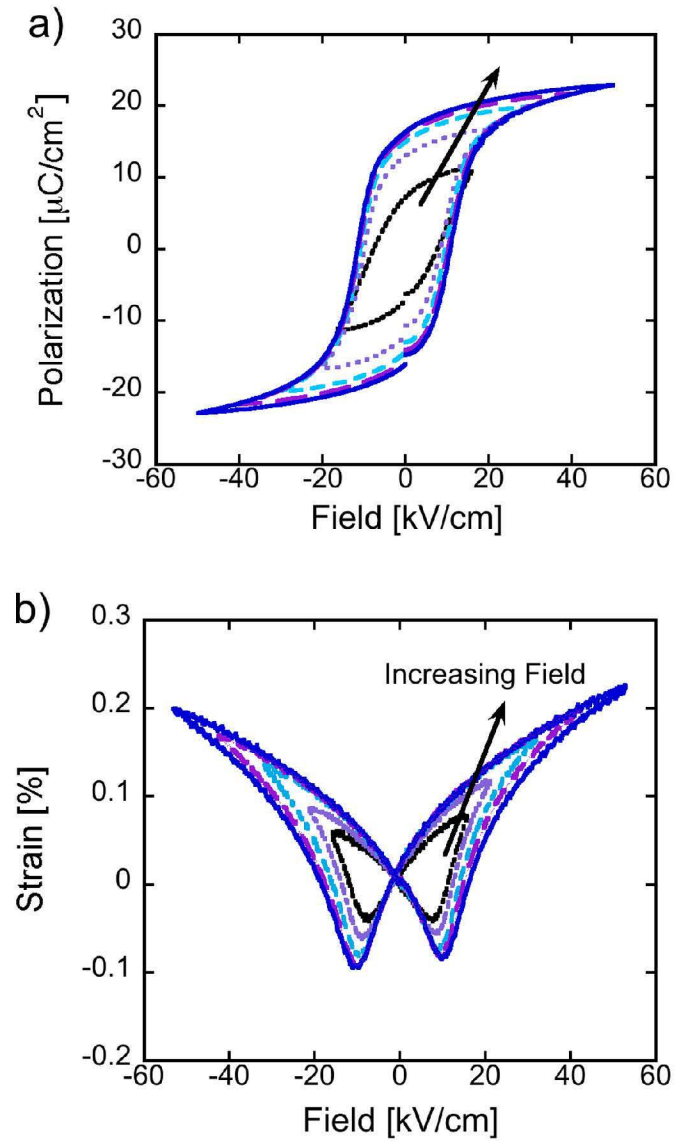 a)
30
20
10
0
-10
-20
-30
Polarization [μC/cm²]
-60 -40 -20 0 20 40 60
Field [kV/cm]
b)
0.3
0.2
0.1
0
-0.1
-0.2
Strain [%]
Increasing Field
-60 -40 -20 0 20 40 60
Field [kV/cm]